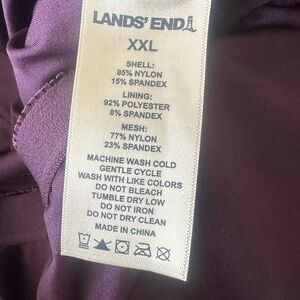 LANDS' END
XXL
SHELL:
85% NYLON
15% SPANDEX
LINING:
92% POLYESTER
8% SPANDEX
MESH:
77% NYLON
23% SPANDEX
MACHINE WASH COLD
GENTLE CYCLE
WASH WITH LIKE COLORS
DO NOT BLEACH
TUMBLE DRY LOW
DO NOT IRON
DO NOT DRY CLEAN
MADE IN CHINA